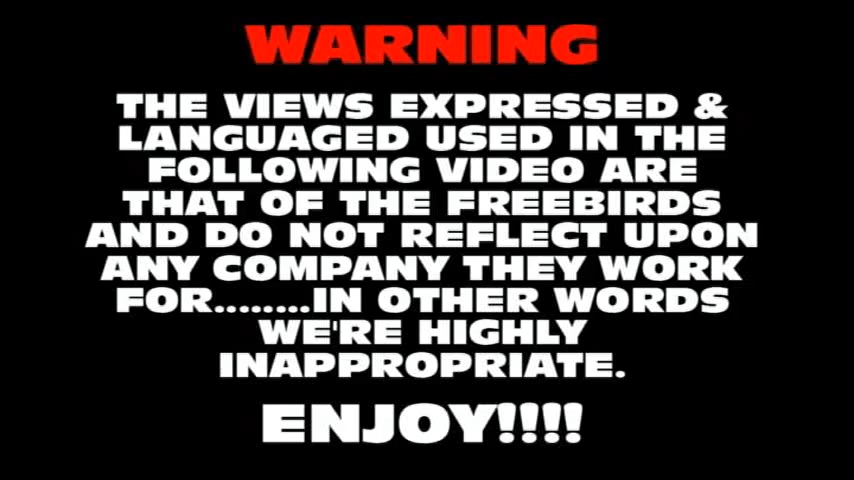 WARNING
THE VIEWS EXPRESSED &
LANGUAGED USED IN THE
FOLLOWING VIDEO ARE
THAT OF THE FREEBIRDS
AND DO NOT REFLECT UPON
ANY COMPANY THEY WORK
FOR........IN OTHER WORDS
WE'RE HIGHLY
INAPPROPRIATE.
ENJOY!!!!